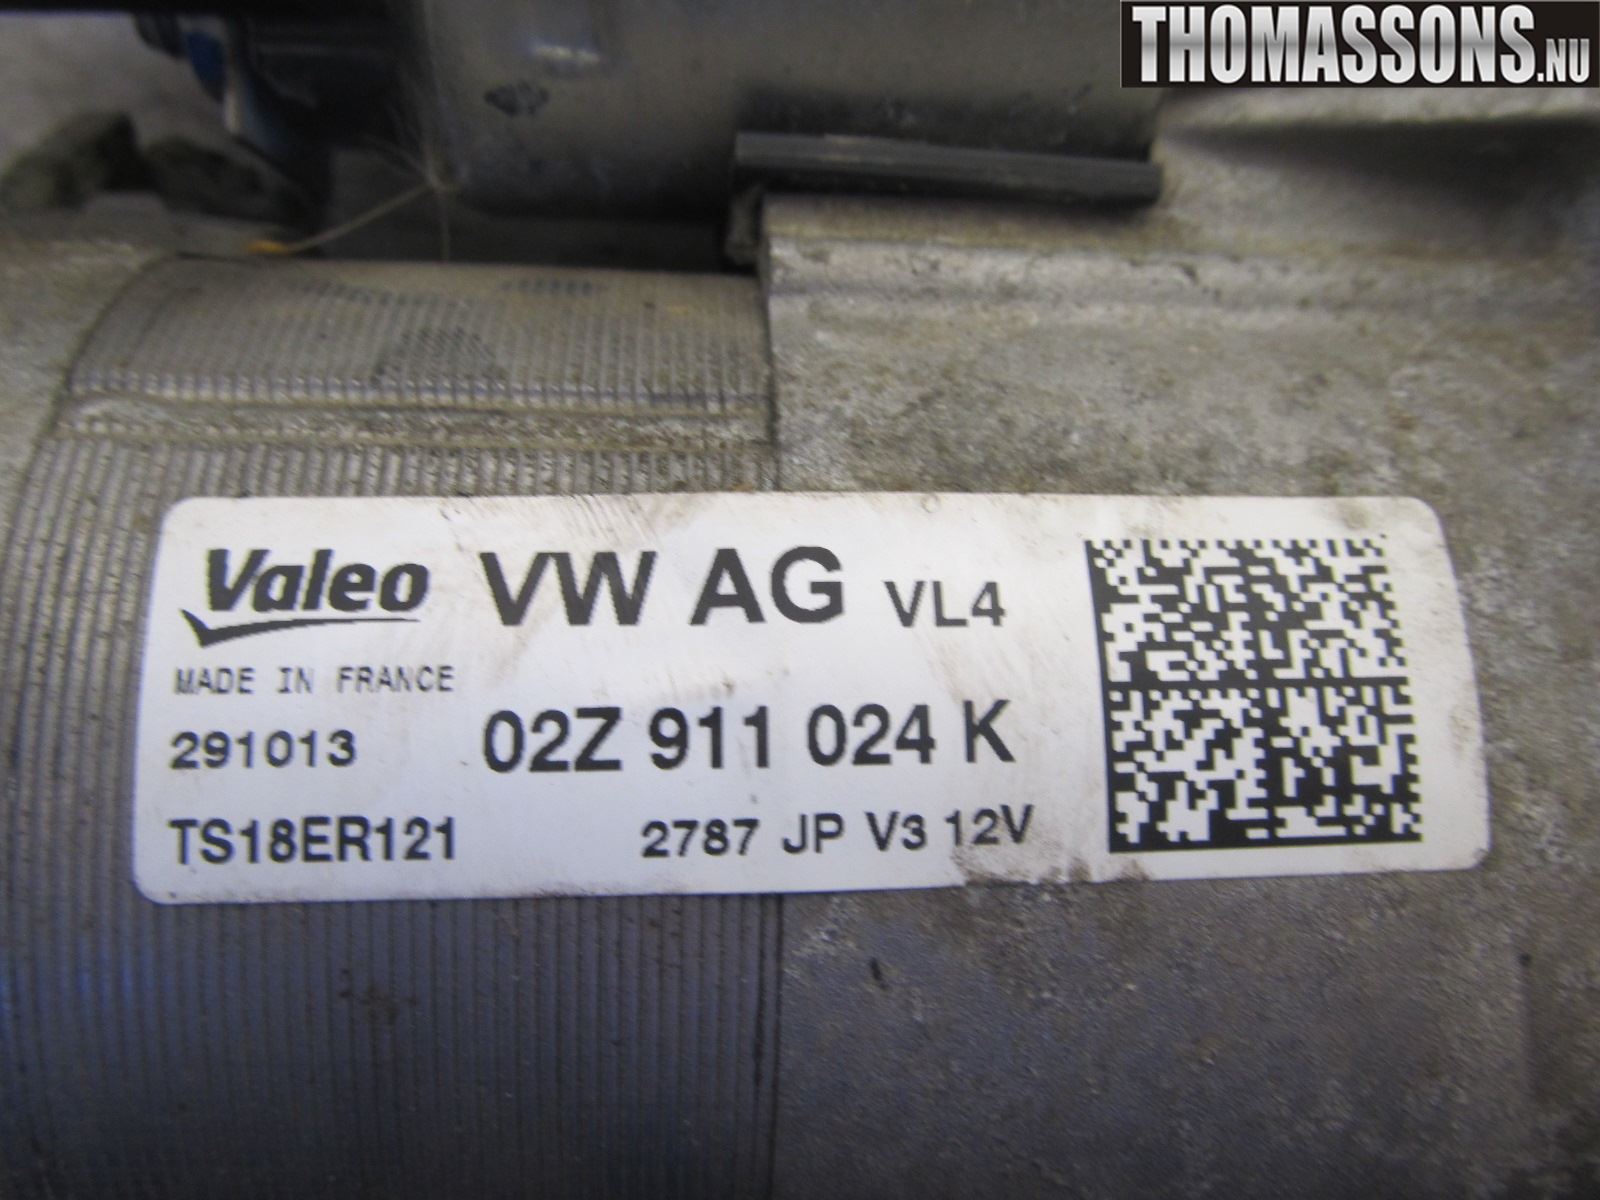 THOMASSONS.NU
Valeo VW AG VL4
MADE IN FRANCE
291013 02Z 911 024 K
TS18ER121 2787 JP V3 12V